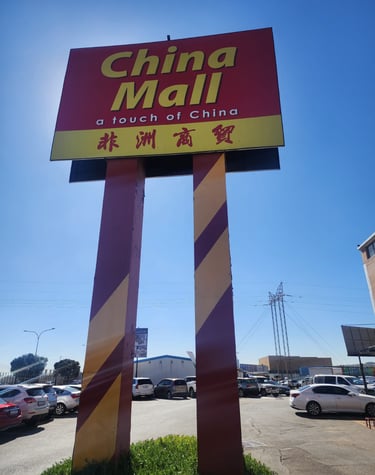 China
Mall
a touch of China
非洲商贸